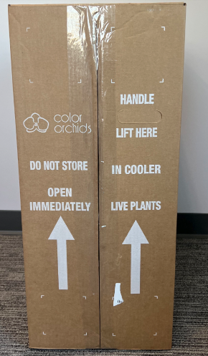 color
orchids
DO NOT STORE
OPEN
IMMEDIATELY
HANDLE
LIFT HERE
IN COOLER
LIVE PLANTS